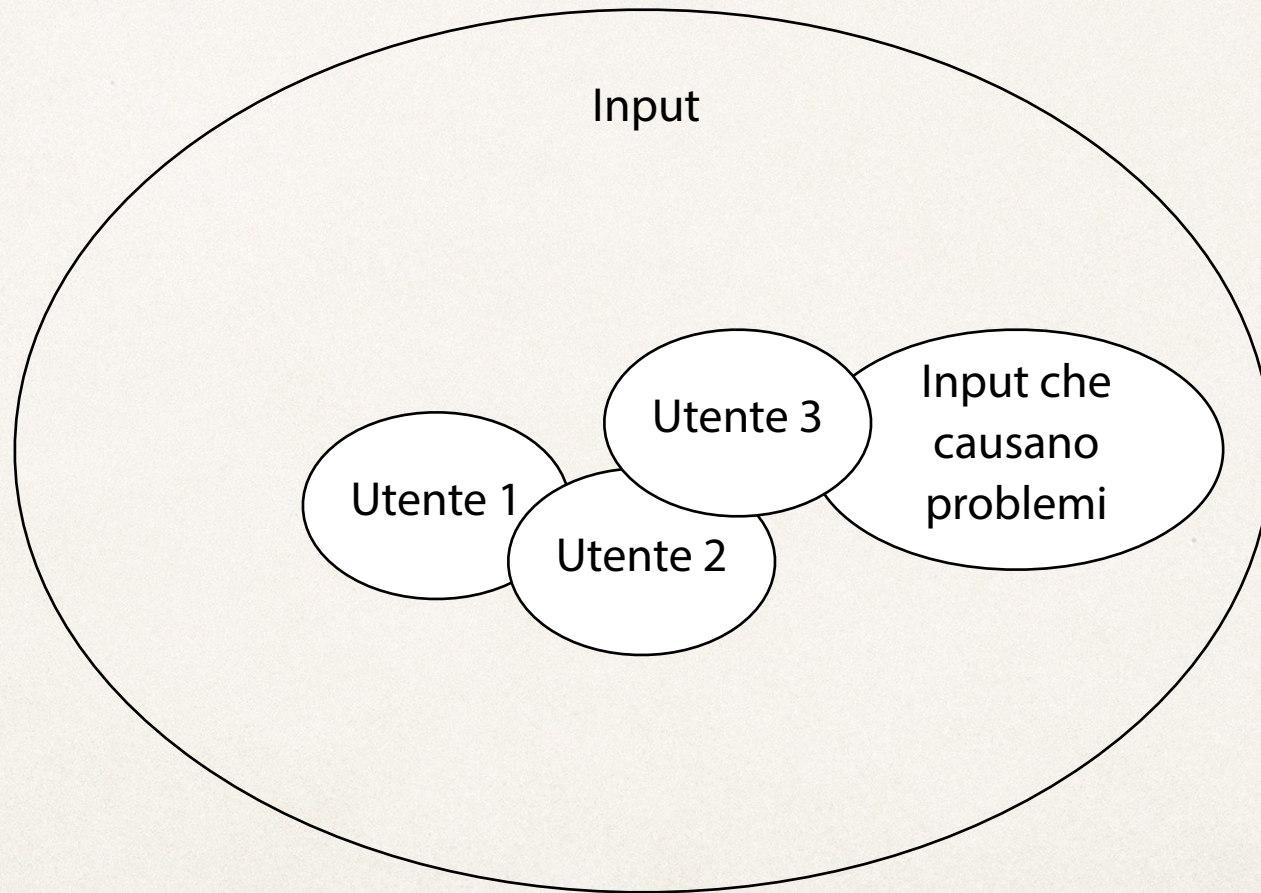 Input
Utente 1
Utente 2
Utente 3
Input che
causano
problemi